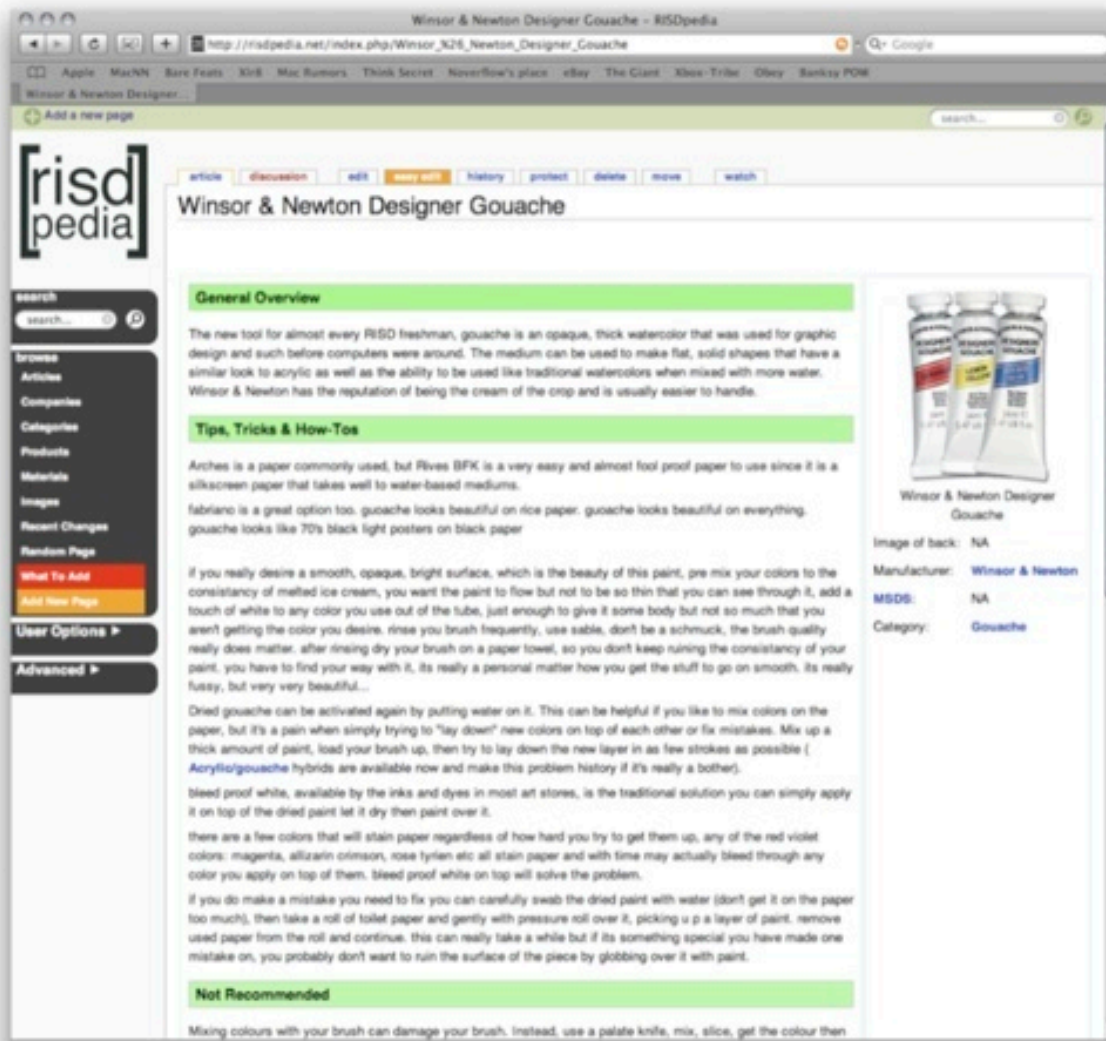 Winsor & Newton Designer Gouache – RISDpedia
http://risdpedia.net/index.php/Winsor_%26_Newton_Designer_Gouache
Google
Apple MacNN Bare Feats Xlr8 Mac Rumors Think Secret Noverflow's place eBay The Giant Xbox-Tribe Obey Banksy POW
Winsor & Newton Designer...
Add a new page
search...
[risd
pedia]
article discussion edit easy edit history protect delete move watch
Winsor & Newton Designer Gouache
search
search...
browse
Articles
Companies
Categories
Products
Materials
Images
Recent Changes
Random Page
What To Add
Add New Page
User Options
Advanced
General Overview
The new tool for almost every RISD freshman, gouache is an opaque, thick watercolor that was used for graphic
design and such before computers were around. The medium can be used to make flat, solid shapes that have a
similar look to acrylic as well as the ability to be used like traditional watercolors when mixed with more water.
Winsor & Newton has the reputation of being the cream of the crop and is usually easier to handle.
Tips, Tricks & How-Tos
Arches is a paper commonly used, but Rives BFK is a very easy and almost fool proof paper to use since it is a
silkscreen paper that takes well to water-based mediums.
fabriano is a great option too. guoache looks beautiful on rice paper. guoache looks beautiful on everything.
gouache looks like 70's black light posters on black paper
if you really desire a smooth, opaque, bright surface, which is the beauty of this paint, pre mix your colors to the
consistancy of melted ice cream, you want the paint to flow but not to be so thin that you can see through it, add a
touch of white to any color you use out of the tube, just enough to give it some body but not so much that you
aren't getting the color you desire. rinse you brush frequently, use sable, don't be a schmuck, the brush quality
really does matter. after rinsing dry your brush on a paper towel, so you don't keep ruining the consistancy of your
paint. you have to find your way with it, its really a personal matter how you get the stuff to go on smooth. its really
fussy, but very very beautiful...
Dried gouache can be activated again by putting water on it. This can be helpful if you like to mix colors on the
paper, but it's a pain when simply trying to "lay down" new colors on top of each other or fix mistakes. Mix up a
thick amount of paint, load your brush up, then try to lay down the new layer in as few strokes as possible (
Acrylic/gouache hybrids are available now and make this problem history if it's really a bother).
bleed proof white, available by the inks and dyes in most art stores, is the traditional solution you can simply apply
it on top of the dried paint let it dry then paint over it.
there are a few colors that will stain paper regardless of how hard you try to get them up, any of the red violet
colors: magenta, allizarin crimson, rose tyrien etc all stain paper and with time may actually bleed through any
color you apply on top of them. bleed proof white on top will solve the problem.
if you do make a mistake you need to fix you can carefully swab the dried paint with water (don't get it on the paper
too much), then take a roll of toilet paper and gently with pressure roll over it, picking u p a layer of paint. remove
used paper from the roll and continue. this can really take a while but if its something special you have made one
mistake on, you probably don't want to ruin the surface of the piece by globbing over it with paint.
Not Recommended
Mixing colours with your brush can damage your brush. Instead, use a palate knife, mix, slice, get the colour then
DESIGNERS GOUACHE
Winsor & Newton Designer
Gouache
Image of back: NA
Manufacturer: Winsor & Newton
MSDS: NA
Category: Gouache